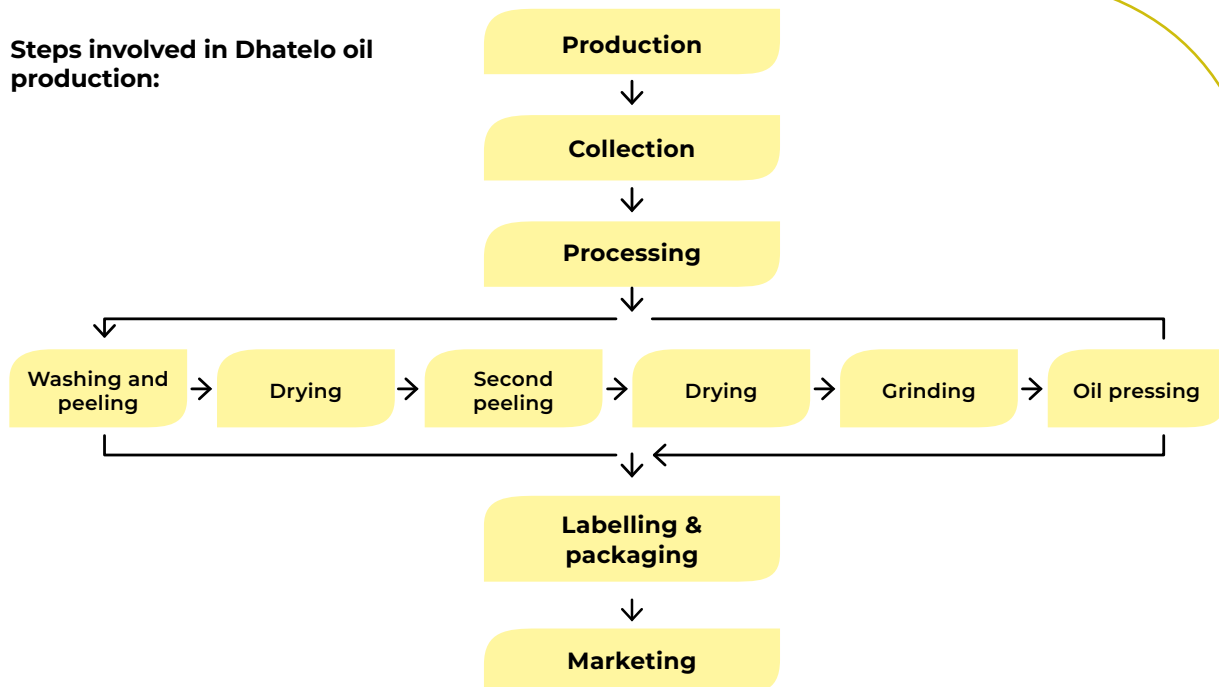 Steps involved in Dhatelo oil
production:
Production
Collection
Processing
Washing and
peeling
Drying
Second
peeling
Drying
Grinding
Oil pressing
Labelling &
packaging
Marketing